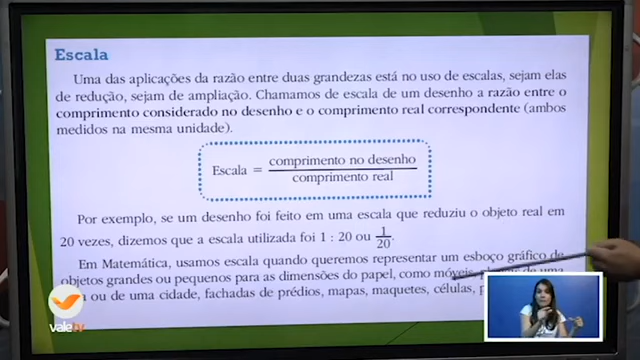 Escala
Uma das aplicações da razão entre duas grandezas está no uso de escalas, sejam elas
de redução, sejam de ampliação. Chamamos de escala de um desenho a razão entre o
comprimento considerado no desenho e o comprimento real correspondente (ambos
medidos na mesma unidade).
Escala = comprimento no desenho
comprimento real
Por exemplo, se um desenho foi feito em uma escala que reduziu o objeto real em
20 vezes, dizemos que a escala utilizada foi 1 : 20 ou 1/20.
Em Matemática, usamos escala quando queremos representar um esboço gráfico de
objetos grandes ou pequenos para as dimensões do papel, como móveis, de uma
ou de uma cidade, fachadas de prédios, mapas, maquetes, células,
vale tv